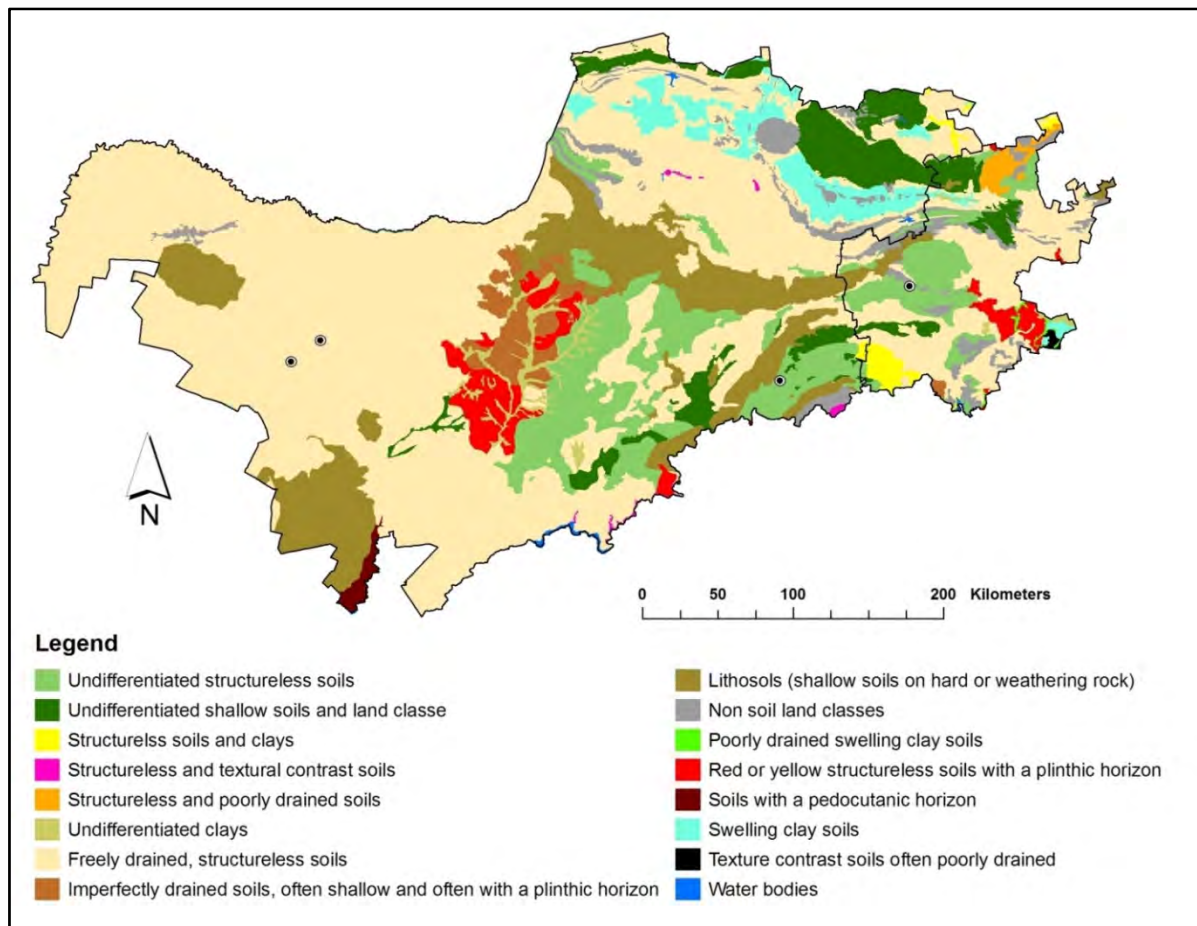 N
0 50 100 200 Kilometers
Legend
Undifferentiated structureless soils
Undifferentiated shallow soils and land classe
Structurelss soils and clays
Structureless and textural contrast soils
Structureless and poorly drained soils
Undifferentiated clays
Freely drained, structureless soils
Imperfectly drained soils, often shallow and often with a plinthic horizon
Lithosols (shallow soils on hard or weathering rock)
Non soil land classes
Poorly drained swelling clay soils
Red or yellow structureless soils with a plinthic horizon
Soils with a pedocutanic horizon
Swelling clay soils
Texture contrast soils often poorly drained
Water bodies